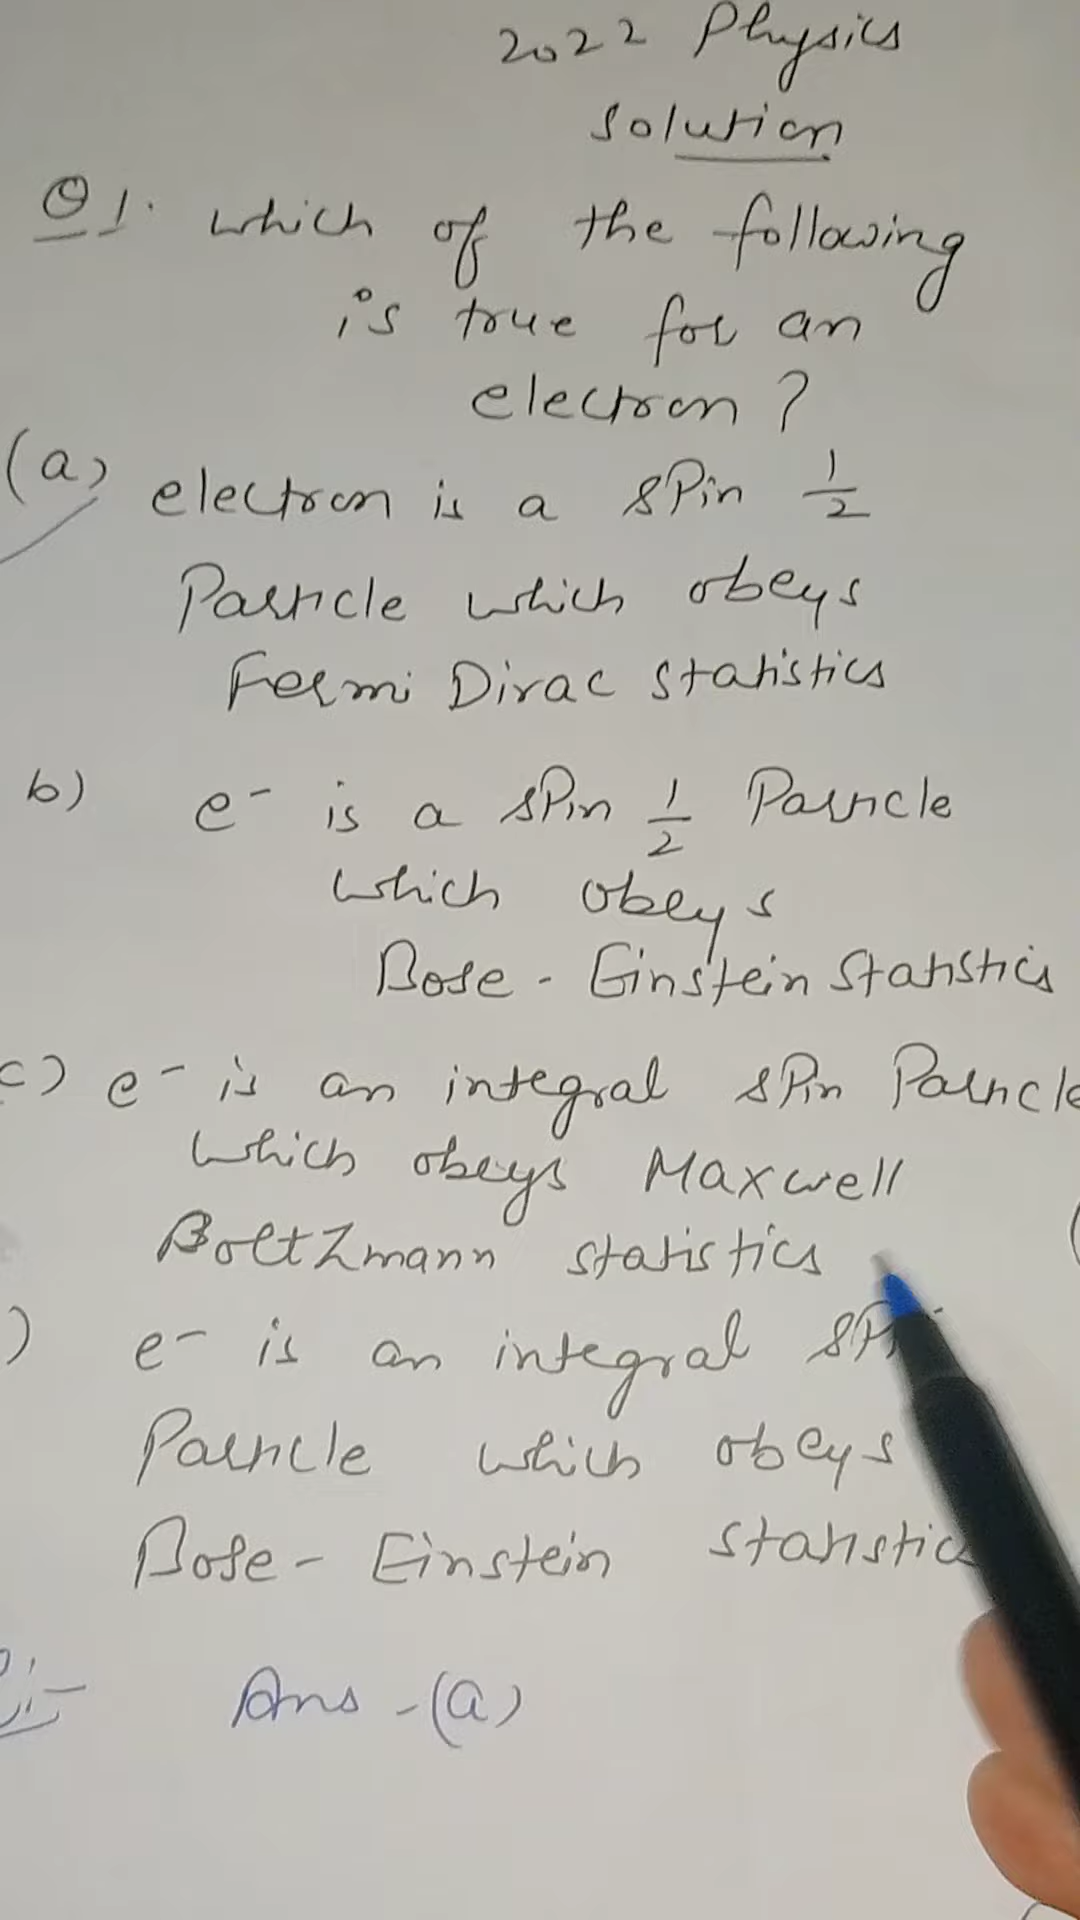 2022 Physics
Solution
Q1. which of the following
is true for an
electron?
(a) electron is a spin 1/2
Particle which obeys
Fermi Dirac statistics
b) e⁻ is a spin 1/2 Particle
which obeys
Bose - Einstein Statistics
c) e⁻ is an integral spin Particle
which obeys Maxwell
Boltzmann statistics
) e⁻ is an integral
Particle which obeys
Bose - Einstein
Ans - (a)